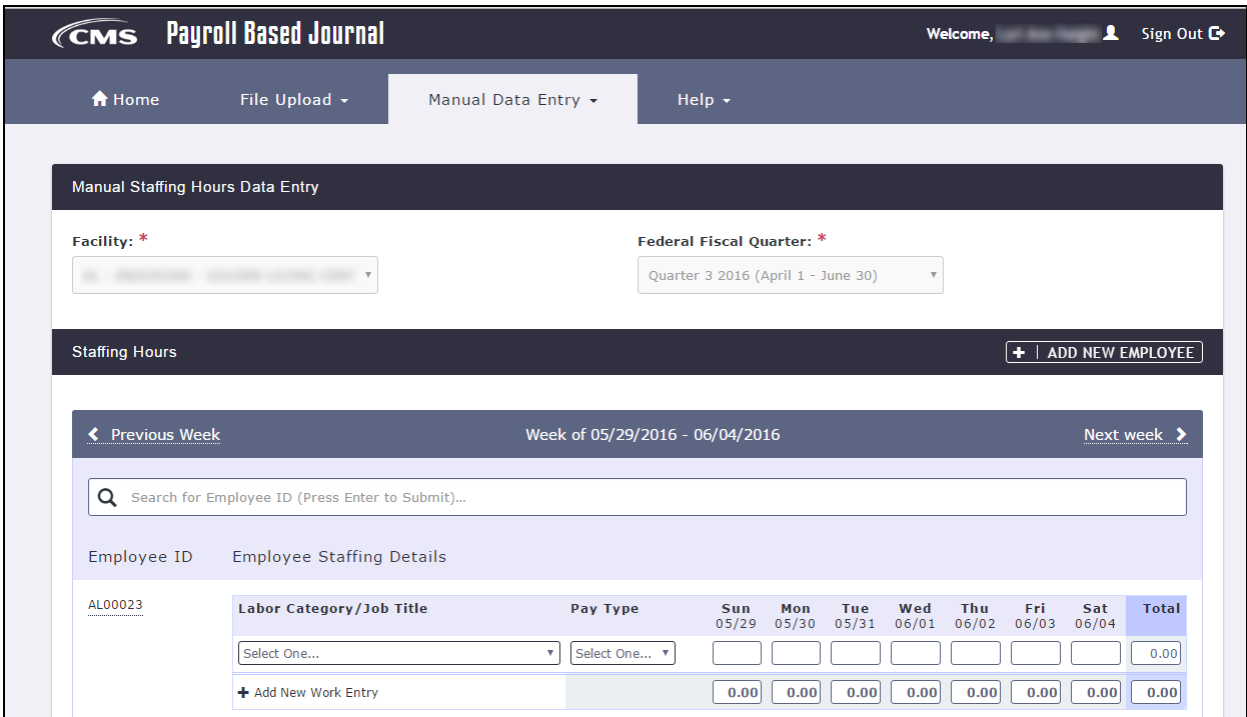 CMS Payroll Based Journal Welcome, Sign Out
Home File Upload Manual Data Entry Help
Manual Staffing Hours Data Entry
Facility: * Federal Fiscal Quarter: *
Quarter 3 2016 (April 1 - June 30)
Staffing Hours + | ADD NEW EMPLOYEE
Previous Week Week of 05/29/2016 - 06/04/2016 Next week
Search for Employee ID (Press Enter to Submit)...
Employee ID Employee Staffing Details
AL00023 Labor Category/Job Title Pay Type Sun Mon Tue Wed Thu Fri Sat Total
05/29 05/30 05/31 06/01 06/02 06/03 06/04
Select One... Select One... 0.00
+ Add New Work Entry 0.00 0.00 0.00 0.00 0.00 0.00 0.00 0.00